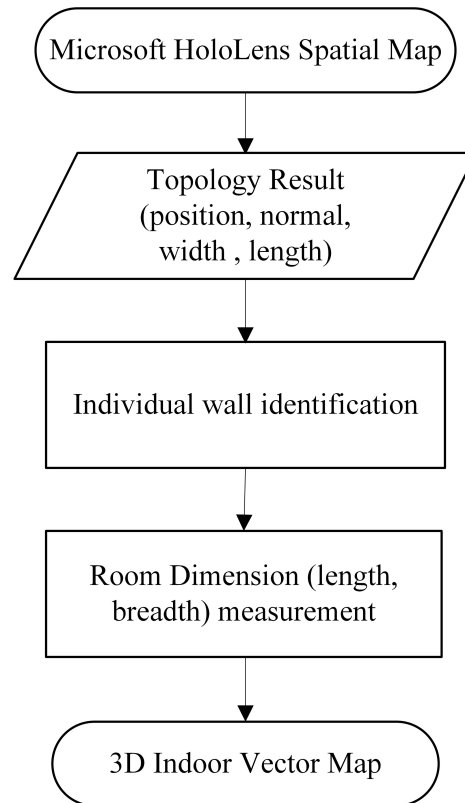 Microsoft HoloLens Spatial Map
Topology Result
(position, normal,
width , length)
Individual wall identification
Room Dimension (length,
breadth) measurement
3D Indoor Vector Map